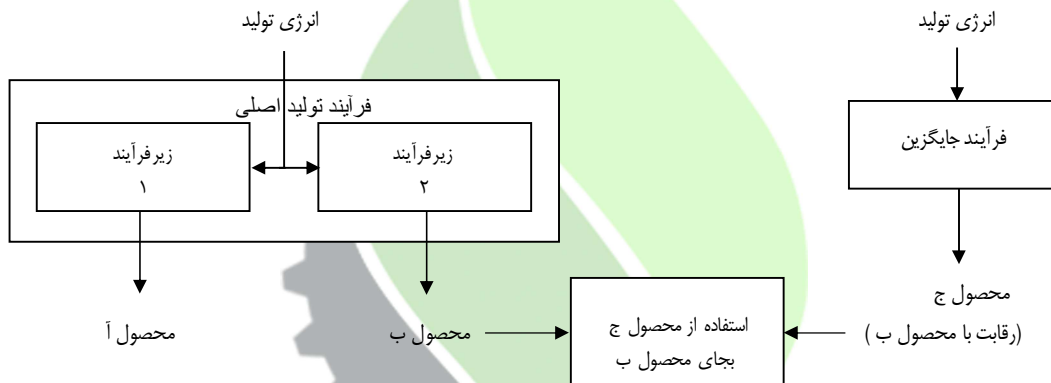 انرژی تولید
انرژی تولید
فرآیند تولید اصلی
زیرفرآیند
۱
زیرفرآیند
۲
فرآیند جایگزین
محصول آ
محصول ب
استفاده از محصول ج
بجای محصول ب
محصول ج
(رقابت با محصول ب )